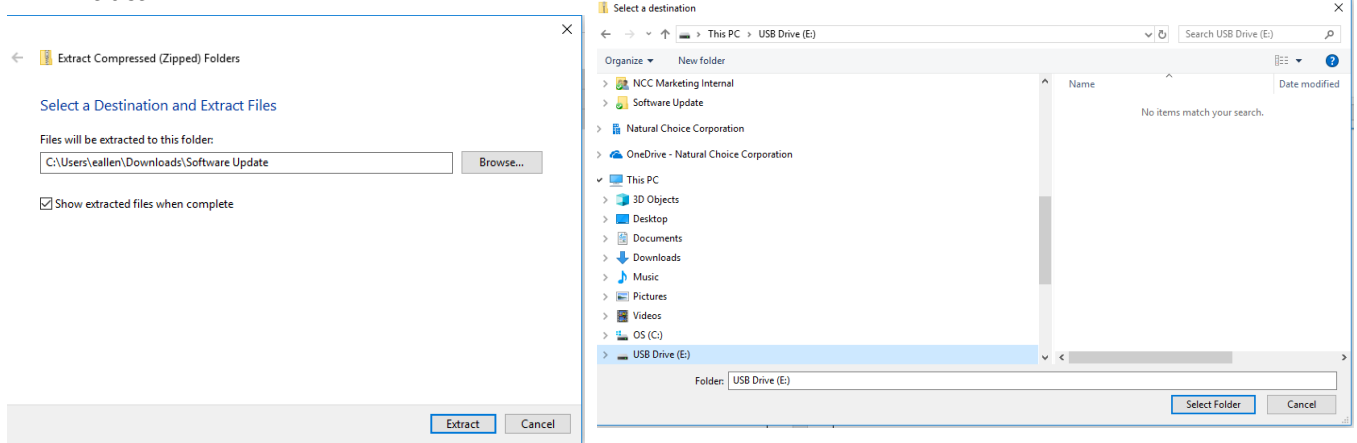 Extract Compressed (Zipped) Folders
Select a Destination and Extract Files
Files will be extracted to this folder:
C:\Users\eallen\Downloads\Software Update
Browse...
Show extracted files when complete
Extract
Cancel
Select a destination
This PC > USB Drive (E:)
Search USB Drive (E:)
Organize
New folder
NCC Marketing Internal
Software Update
Natural Choice Corporation
OneDrive - Natural Choice Corporation
This PC
3D Objects
Desktop
Documents
Downloads
Music
Pictures
Videos
OS (C:)
USB Drive (E:)
Name
Date modified
No items match your search.
Folder:
USB Drive (E:)
Select Folder
Cancel